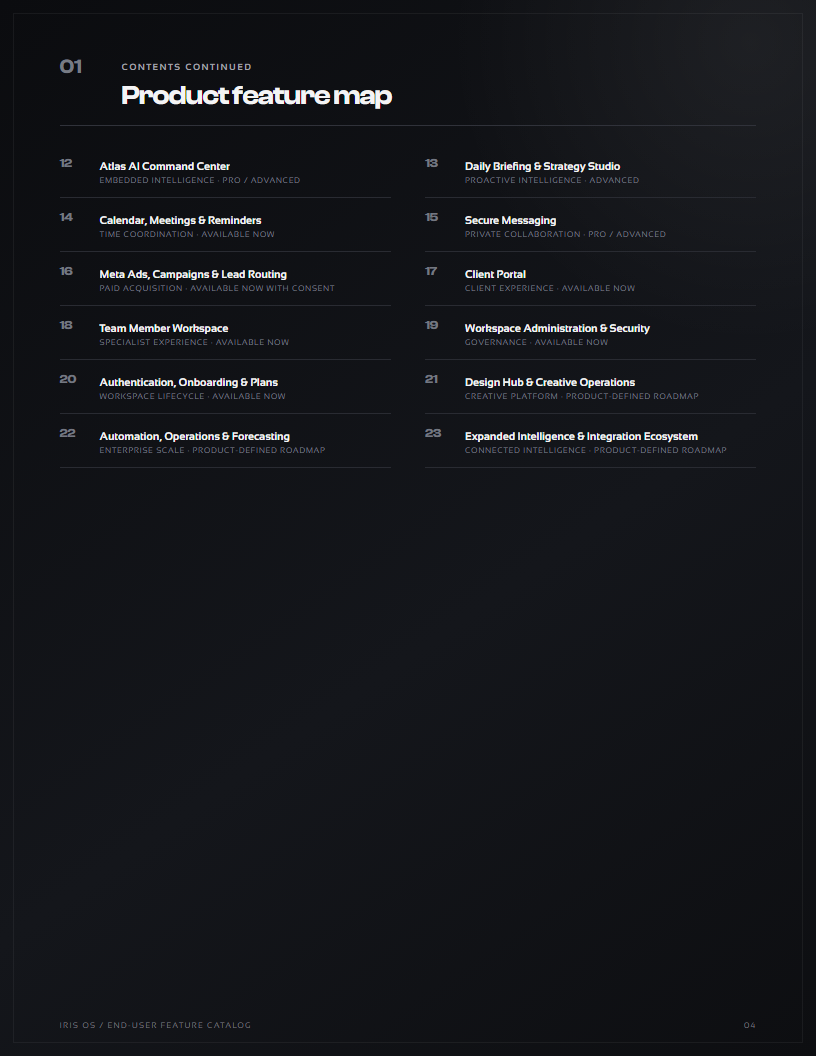 01
CONTENTS CONTINUED
Product feature map
12
Atlas AI Command Center
EMBEDDED INTELLIGENCE · PRO / ADVANCED
13
Daily Briefing & Strategy Studio
PROACTIVE INTELLIGENCE · ADVANCED
14
Calendar, Meetings & Reminders
TIME COORDINATION · AVAILABLE NOW
15
Secure Messaging
PRIVATE COLLABORATION · PRO / ADVANCED
16
Meta Ads, Campaigns & Lead Routing
PAID ACQUISITION · AVAILABLE NOW WITH CONSENT
17
Client Portal
CLIENT EXPERIENCE · AVAILABLE NOW
18
Team Member Workspace
SPECIALIST EXPERIENCE · AVAILABLE NOW
19
Workspace Administration & Security
GOVERNANCE · AVAILABLE NOW
20
Authentication, Onboarding & Plans
WORKSPACE LIFECYCLE · AVAILABLE NOW
21
Design Hub & Creative Operations
CREATIVE PLATFORM · PRODUCT-DEFINED ROADMAP
22
Automation, Operations & Forecasting
ENTERPRISE SCALE · PRODUCT-DEFINED ROADMAP
23
Expanded Intelligence & Integration Ecosystem
CONNECTED INTELLIGENCE · PRODUCT-DEFINED ROADMAP
IRIS OS / END-USER FEATURE CATALOG
04